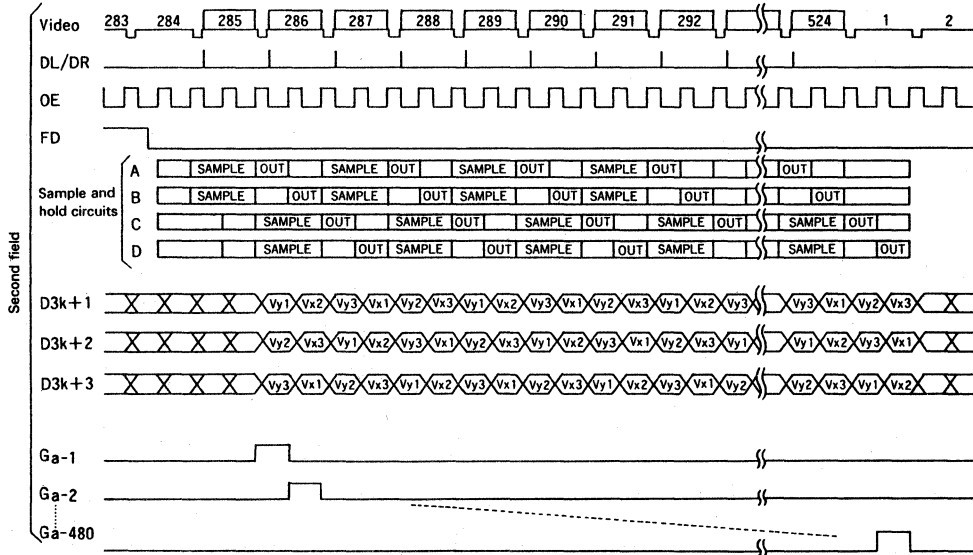 Second field
Video 283 284 285 286 287 288 289 290 291 292 524 1 2
DL/DR
OE
FD
Sample and hold circuits
A SAMPLE OUT SAMPLE OUT SAMPLE OUT SAMPLE OUT OUT
B SAMPLE OUT SAMPLE OUT SAMPLE OUT SAMPLE OUT OUT
C SAMPLE OUT SAMPLE OUT SAMPLE OUT SAMPLE OUT SAMPLE OUT
D SAMPLE OUT SAMPLE OUT SAMPLE OUT SAMPLE SAMPLE OUT
D3k+1 Vy1 Vx2 Vy3 Vx1 Vy2 Vx3 Vy1 Vx2 Vy3 Vx1 Vy2 Vx3 Vy1 Vx2 Vy3 Vy3 Vx1 Vy2 Vx3
D3k+2 Vy2 Vx3 Vy1 Vx2 Vy3 Vx1 Vy2 Vx3 Vy1 Vx2 Vy3 Vx1 Vy2 Vx3 Vy1 Vy1 Vx2 Vy3 Vx1
D3k+3 Vy3 Vx1 Vy2 Vx3 Vy1 Vx2 Vy3 Vx1 Vy2 Vx3 Vy1 Vx2 Vy3 Vx1 Vy2 Vy2 Vx3 Vy1 Vx2
Ga-1
Ga-2
Ga-480